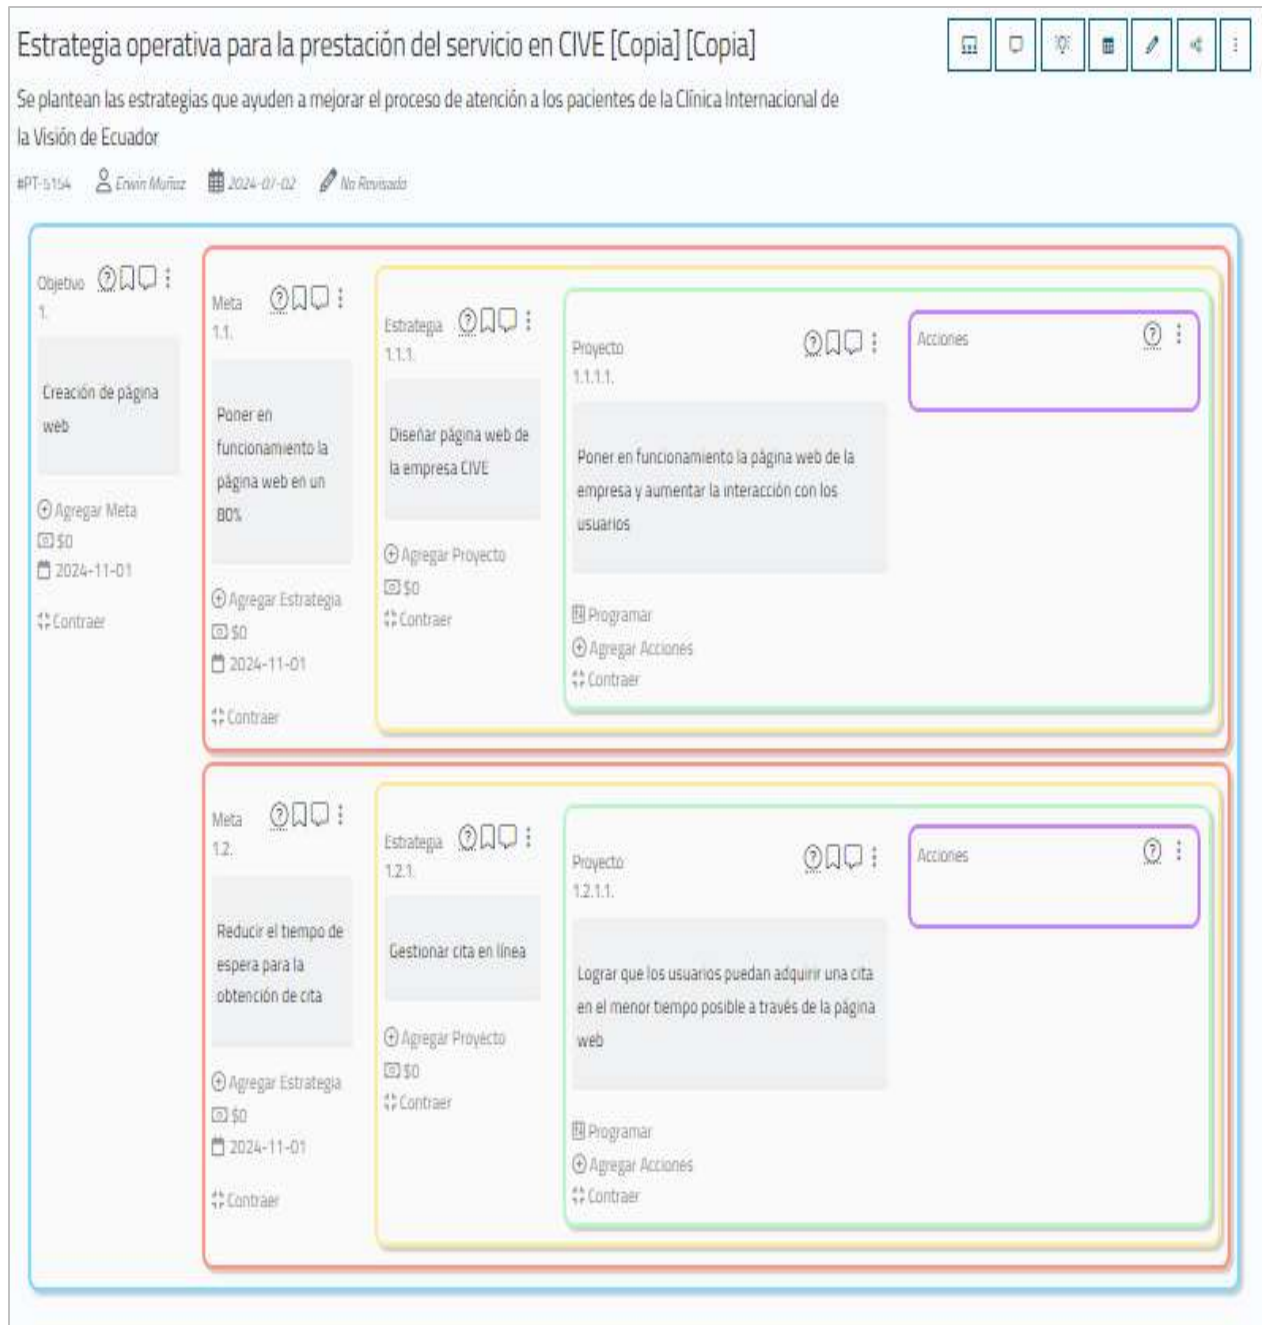 Estrategia operativa para la prestación del servicio en CIVE [Copia] [Copia]
Se plantean las estrategias que ayuden a mejorar el proceso de atención a los pacientes de la Clínica Internacional de
la Visión de Ecuador
#PT-5154 Erwin Muñoz 2024-07-02 No Revisado
Objetivo
1.
Creación de página
web
Agregar Meta
$0
2024-11-01
Contraer
Meta
1.1.
Poner en
funcionamiento la
página web en un
80%
Agregar Estrategia
$0
2024-11-01
Contraer
Estrategia
1.1.1.
Diseñar página web de
la empresa CIVE
Agregar Proyecto
$0
Contraer
Proyecto
1.1.1.1.
Poner en funcionamiento la página web de la
empresa y aumentar la interacción con los
usuarios
Programar
Agregar Acciones
Contraer
Acciones
Meta
1.2.
Reducir el tiempo de
espera para la
obtención de cita
Agregar Estrategia
$0
2024-11-01
Contraer
Estrategia
1.2.1.
Gestionar cita en línea
Agregar Proyecto
$0
Contraer
Proyecto
1.2.1.1.
Lograr que los usuarios puedan adquirir una cita
en el menor tiempo posible a través de la página
web
Programar
Agregar Acciones
Contraer
Acciones